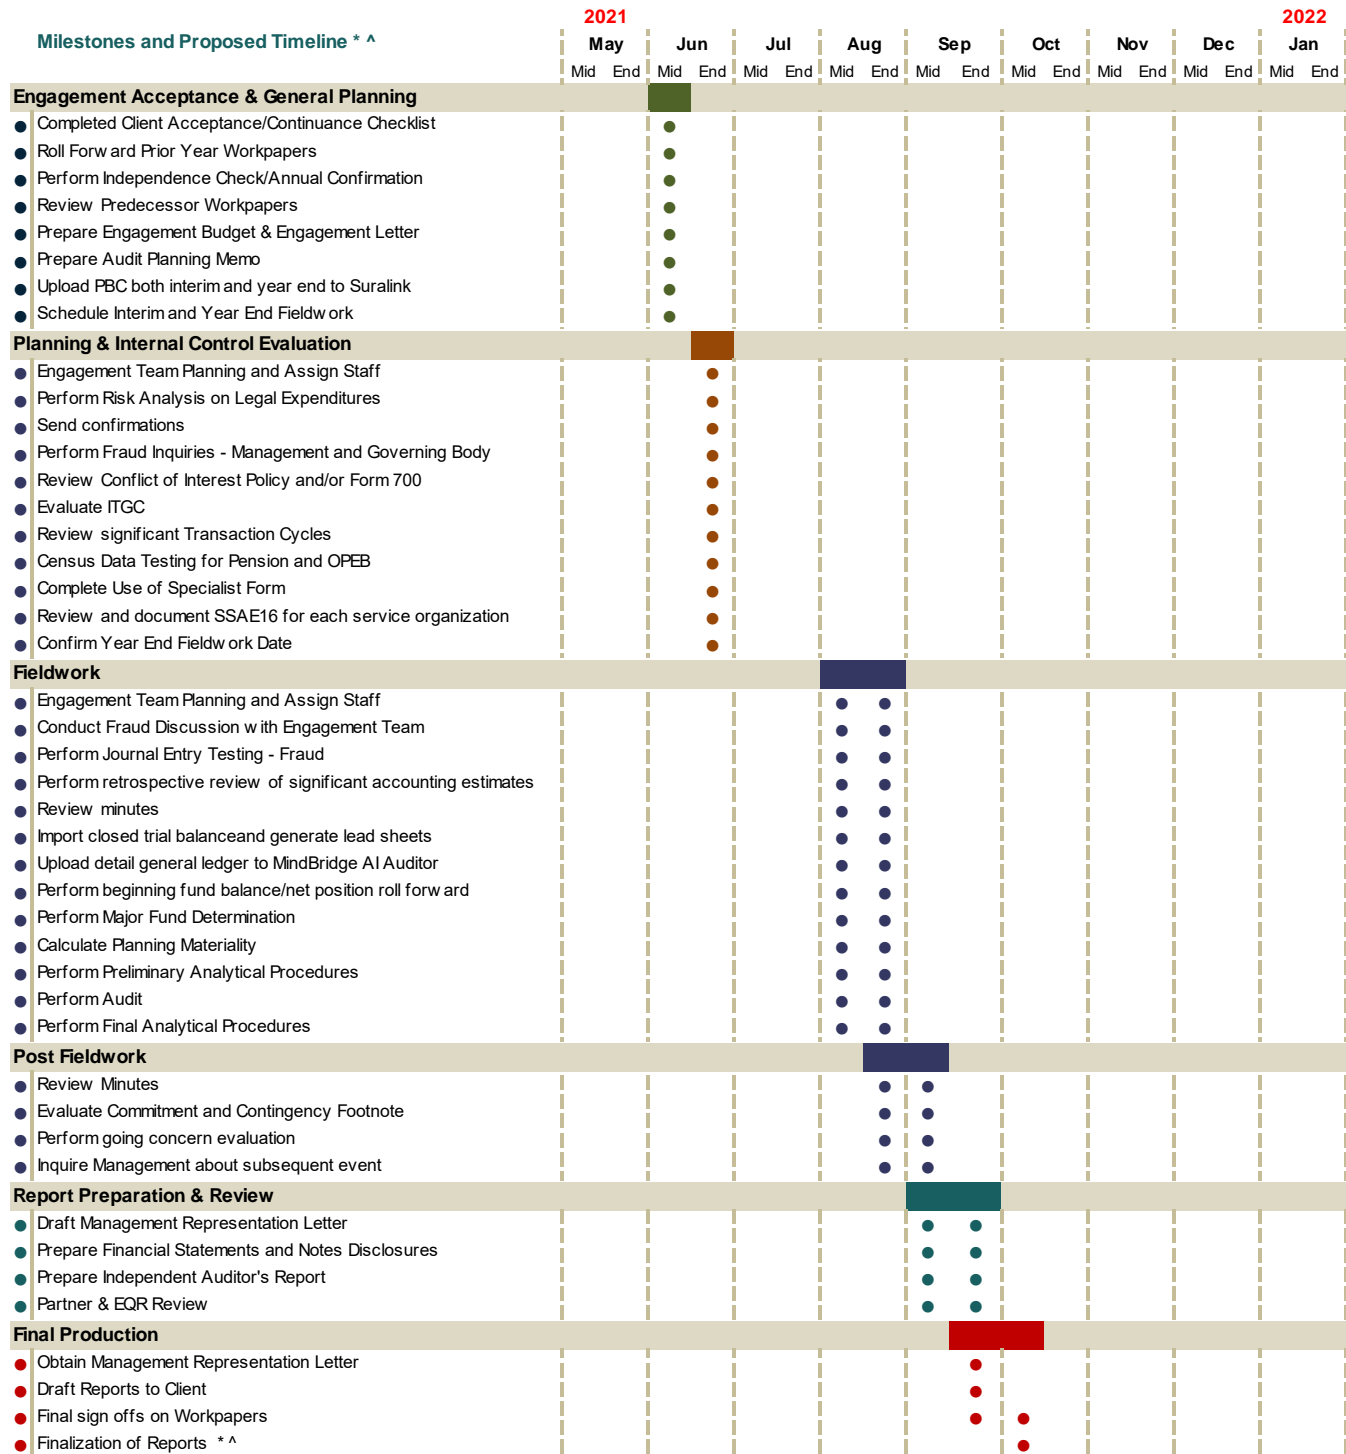 2021 2022
Milestones and Proposed Timeline * ^ May Jun Jul Aug Sep Oct Nov Dec Jan
Mid End Mid End Mid End Mid End Mid End Mid End Mid End Mid End Mid End
Engagement Acceptance & General Planning
Completed Client Acceptance/Continuance Checklist
Roll Forward Prior Year Workpapers
Perform Independence Check/Annual Confirmation
Review Predecessor Workpapers
Prepare Engagement Budget & Engagement Letter
Prepare Audit Planning Memo
Upload PBC both interim and year end to Suralink
Schedule Interim and Year End Fieldwork
Planning & Internal Control Evaluation
Engagement Team Planning and Assign Staff
Perform Risk Analysis on Legal Expenditures
Send confirmations
Perform Fraud Inquiries - Management and Governing Body
Review Conflict of Interest Policy and/or Form 700
Evaluate ITGC
Review significant Transaction Cycles
Census Data Testing for Pension and OPEB
Complete Use of Specialist Form
Review and document SSAE16 for each service organization
Confirm Year End Fieldwork Date
Fieldwork
Engagement Team Planning and Assign Staff
Conduct Fraud Discussion with Engagement Team
Perform Journal Entry Testing - Fraud
Perform retrospective review of significant accounting estimates
Review minutes
Import closed trial balanceand generate lead sheets
Upload detail general ledger to MindBridge AI Auditor
Perform beginning fund balance/net position roll forward
Perform Major Fund Determination
Calculate Planning Materiality
Perform Preliminary Analytical Procedures
Perform Audit
Perform Final Analytical Procedures
Post Fieldwork
Review Minutes
Evaluate Commitment and Contingency Footnote
Perform going concern evaluation
Inquire Management about subsequent event
Report Preparation & Review
Draft Management Representation Letter
Prepare Financial Statements and Notes Disclosures
Prepare Independent Auditor's Report
Partner & EQR Review
Final Production
Obtain Management Representation Letter
Draft Reports to Client
Final sign offs on Workpapers
Finalization of Reports * ^